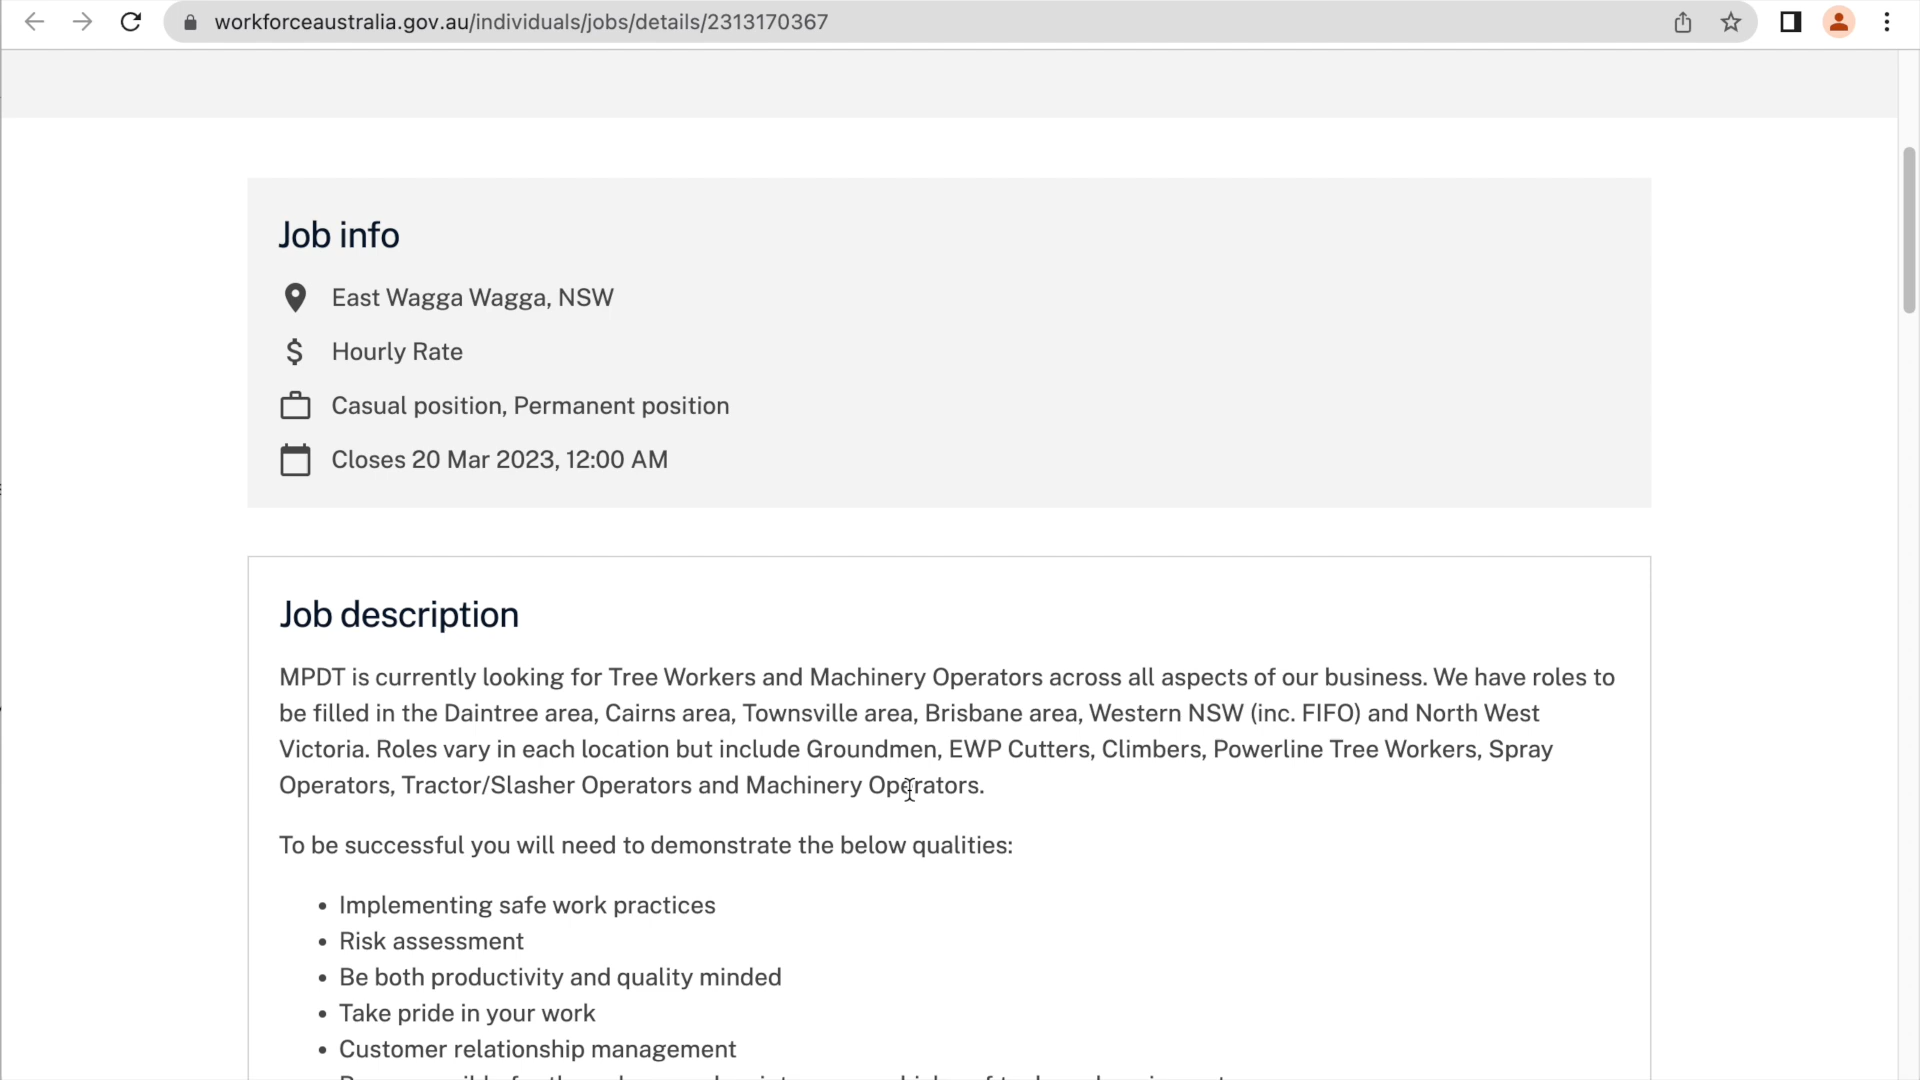 workforceaustralia.gov.au/individuals/jobs/details/2313170367
Job info
East Wagga Wagga, NSW
Hourly Rate
Casual position, Permanent position
Closes 20 Mar 2023, 12:00 AM
Job description
MPDT is currently looking for Tree Workers and Machinery Operators across all aspects of our business. We have roles to
be filled in the Daintree area, Cairns area, Townsville area, Brisbane area, Western NSW (inc. FIFO) and North West
Victoria. Roles vary in each location but include Groundmen, EWP Cutters, Climbers, Powerline Tree Workers, Spray
Operators, Tractor/Slasher Operators and Machinery Operators.
To be successful you will need to demonstrate the below qualities:
• Implementing safe work practices
• Risk assessment
• Be both productivity and quality minded
• Take pride in your work
• Customer relationship management